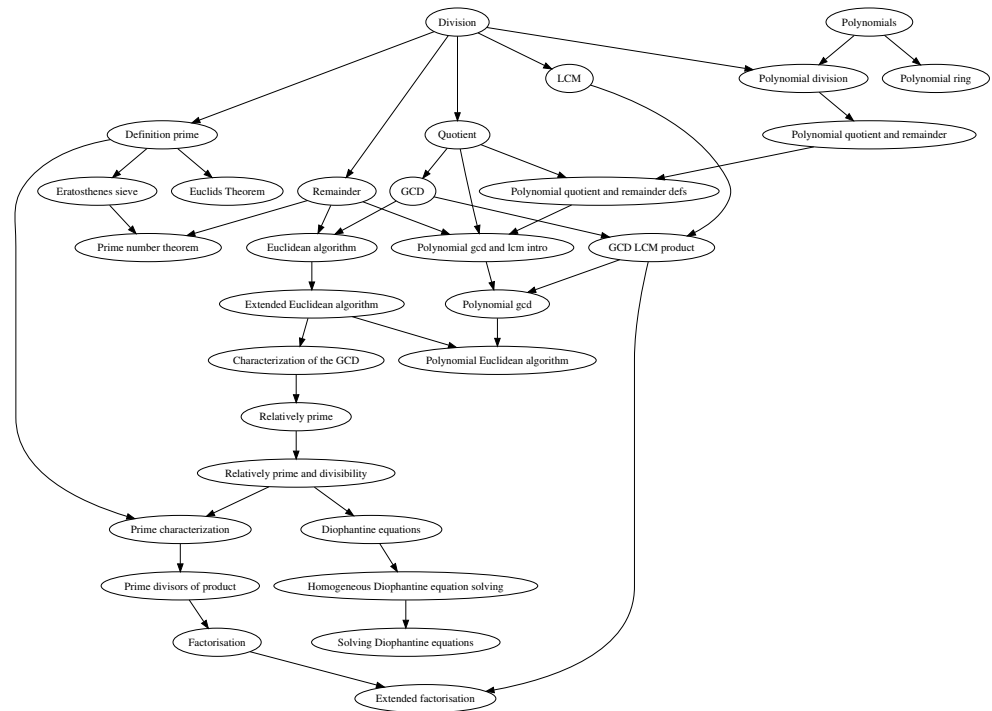 Division
Polynomials
LCM
Polynomial division
Polynomial ring
Definition prime
Quotient
Polynomial quotient and remainder
Eratosthenes sieve
Euclids Theorem
Remainder
GCD
Polynomial quotient and remainder defs
Prime number theorem
Euclidean algorithm
Polynomial gcd and lcm intro
GCD LCM product
Extended Euclidean algorithm
Polynomial gcd
Characterization of the GCD
Polynomial Euclidean algorithm
Relatively prime
Relatively prime and divisibility
Prime characterization
Diophantine equations
Prime divisors of product
Homogeneous Diophantine equation solving
Factorisation
Solving Diophantine equations
Extended factorisation